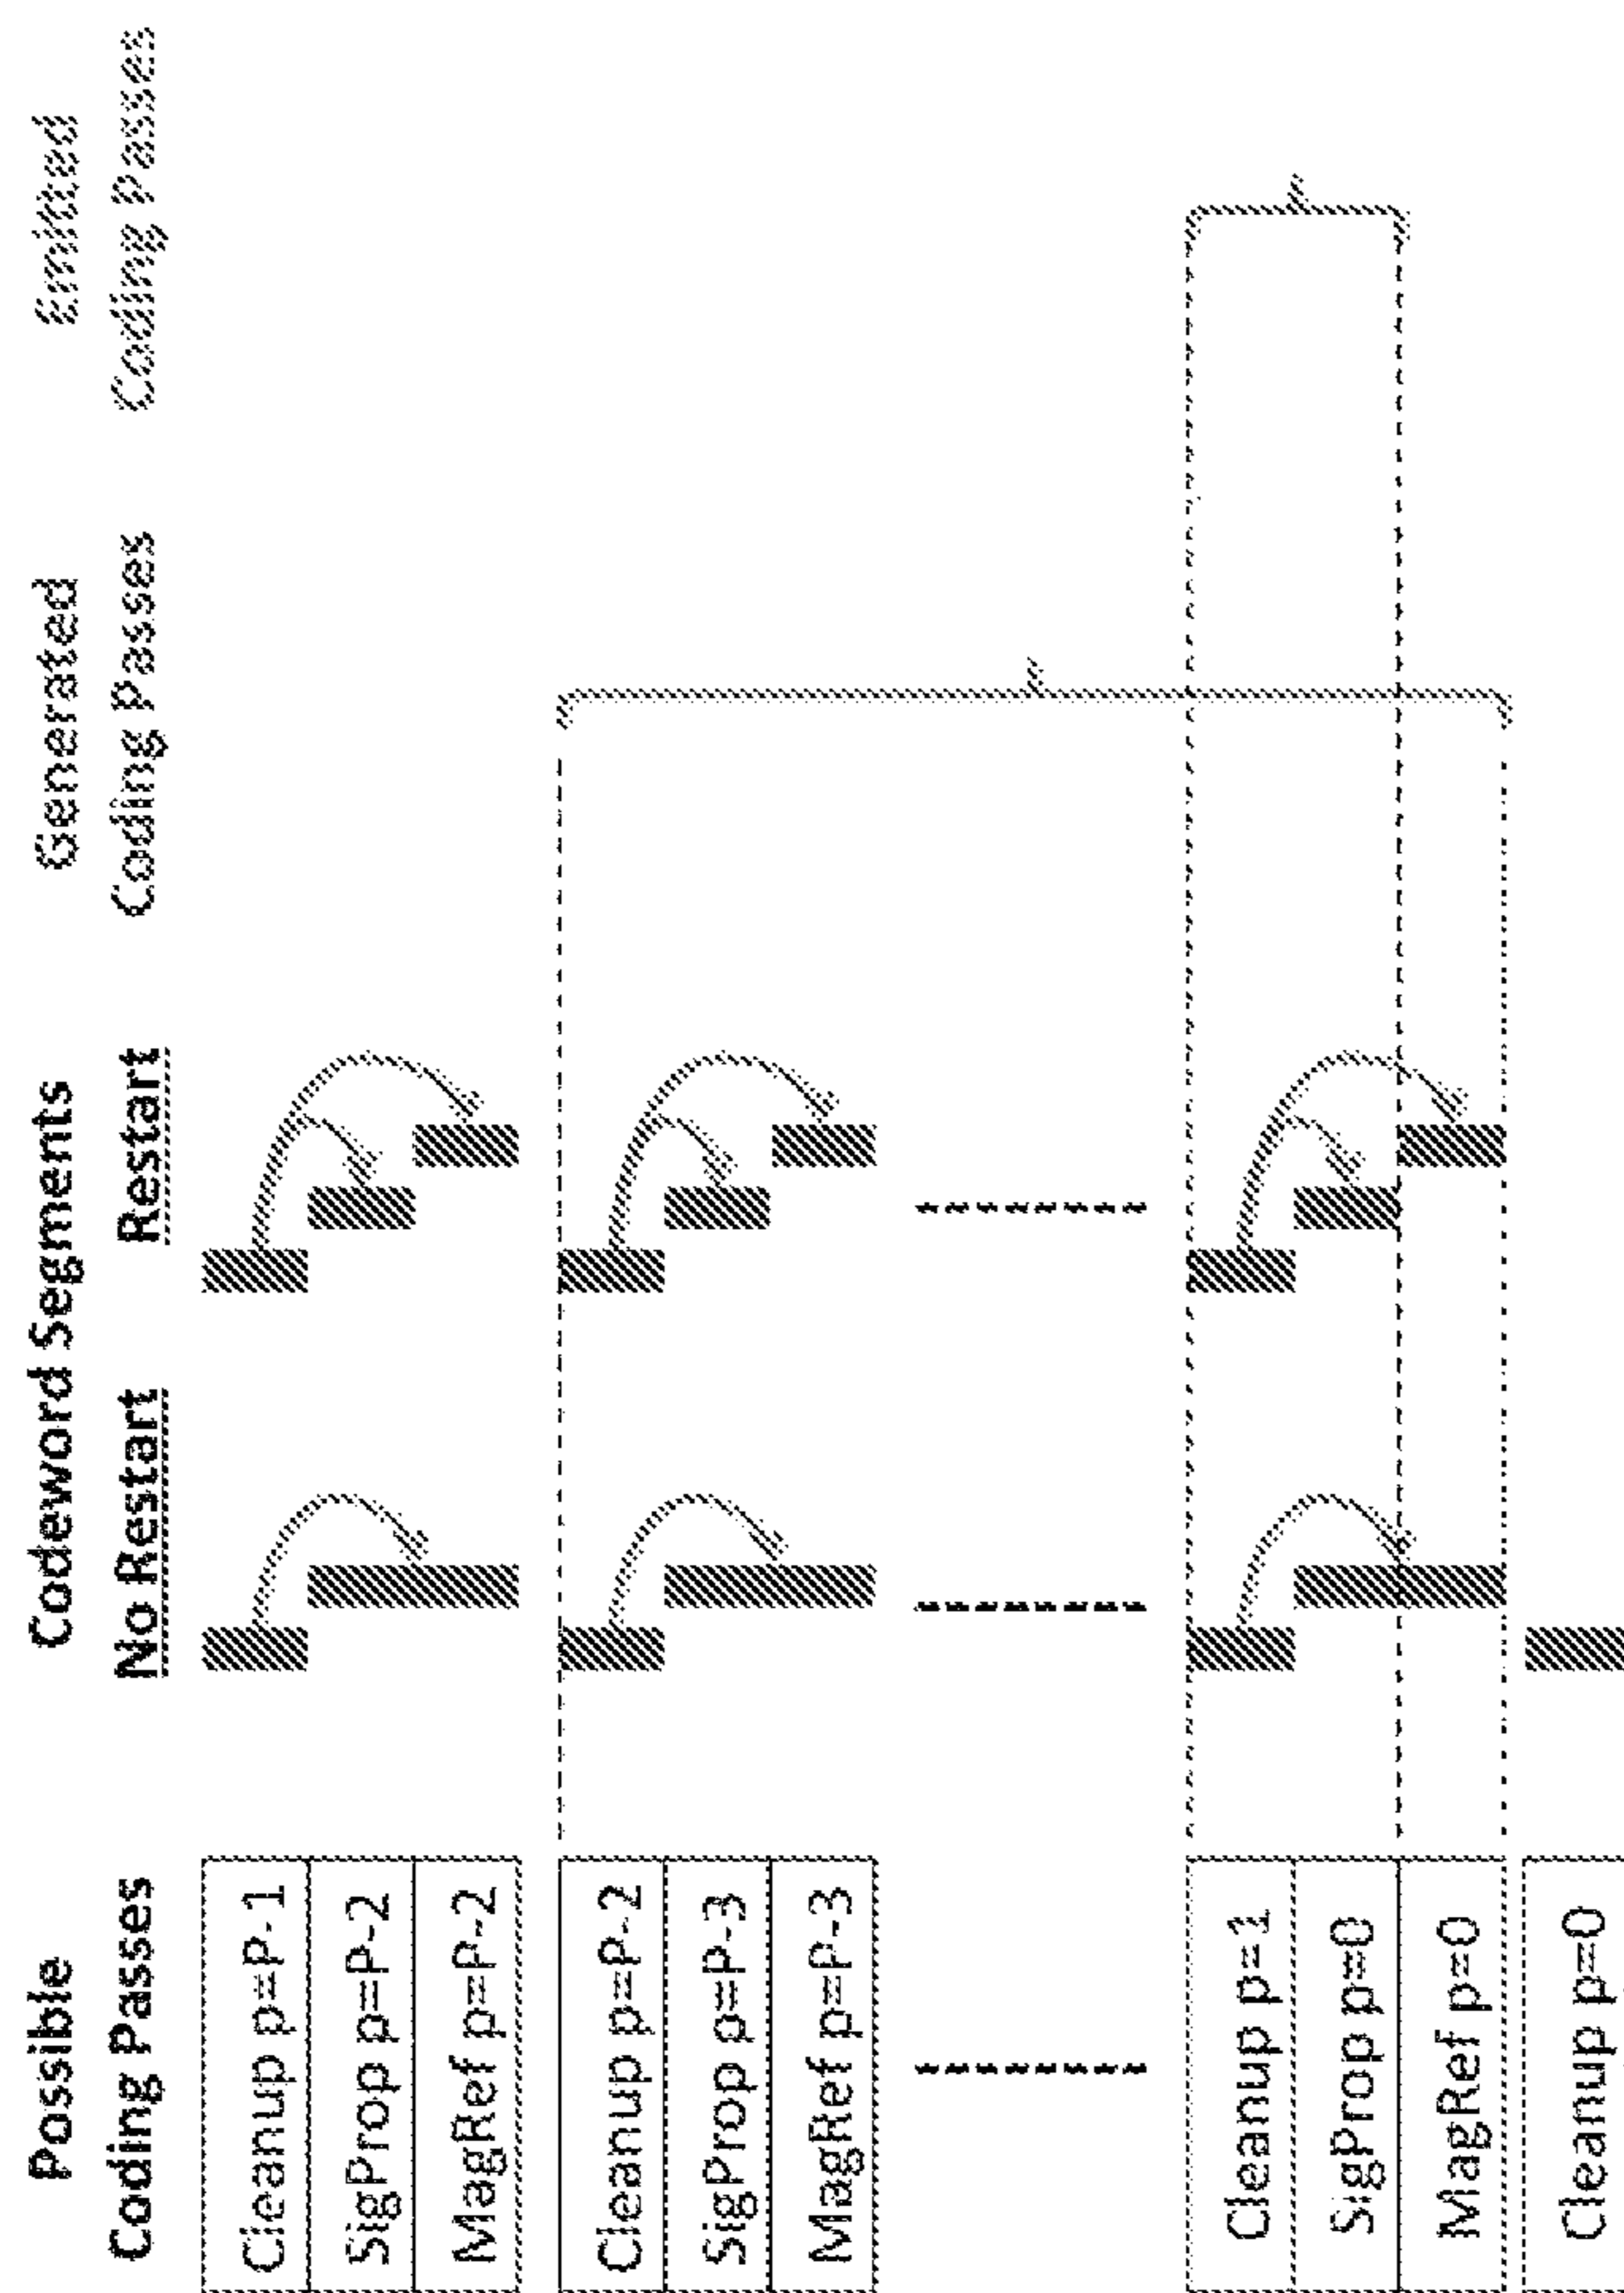 Possible
Coding Passes
Codeword Segments
No Restart
Restart
Generated
Coding Passes
Emitted
Coding Passes
Cleanup p=P-1
SigProp p=P-2
MagRef p=P-2
Cleanup p=P-2
SigProp p=P-3
MagRef p=P-3
Cleanup p=1
SigProp p=0
MagRef p=0
Cleanup p=0